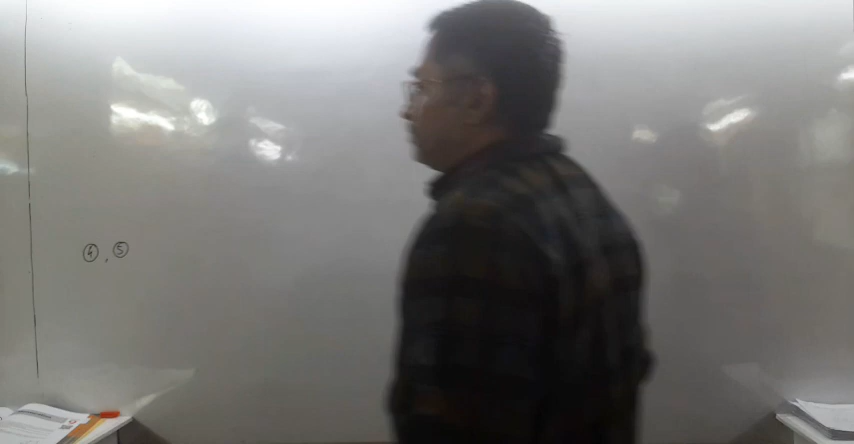 ④, ⑤